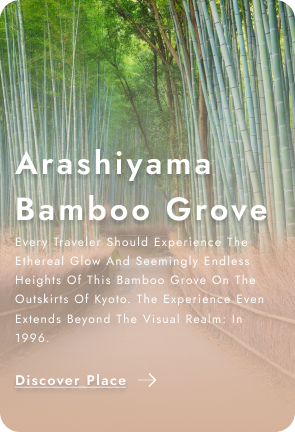 Arashiyama
Bamboo Grove
Every Traveler Should Experience The
Ethereal Glow And Seemingly Endless
Heights Of This Bamboo Grove On The
Outskirts Of Kyoto. The Experience Even
Extends Beyond The Visual Realm: In
1996.
Discover Place